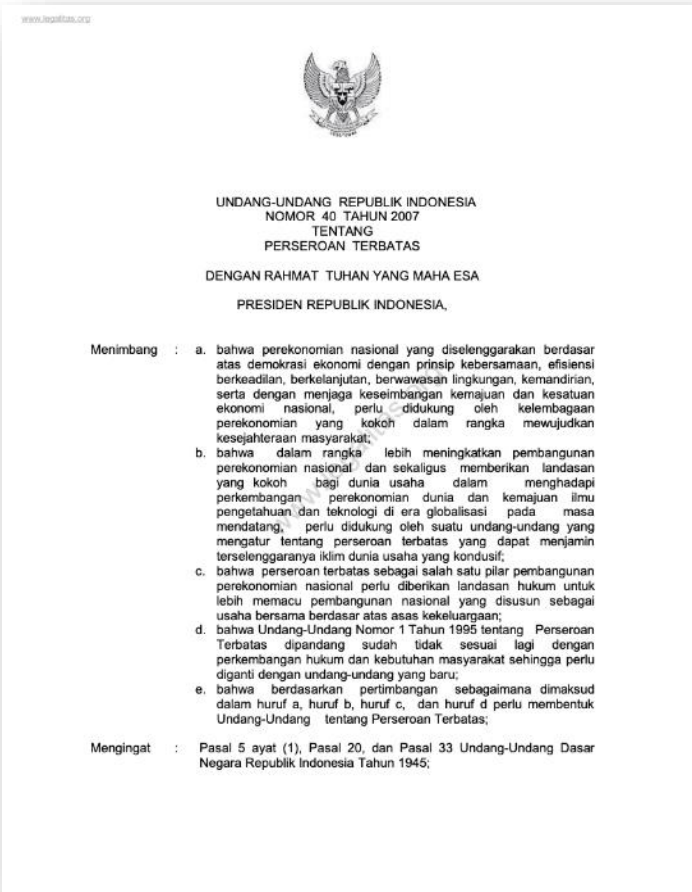 www.legalitas.org
UNDANG-UNDANG REPUBLIK INDONESIA
NOMOR 40 TAHUN 2007
TENTANG
PERSEROAN TERBATAS
DENGAN RAHMAT TUHAN YANG MAHA ESA
PRESIDEN REPUBLIK INDONESIA,
Menimbang : a. bahwa perekonomian nasional yang diselenggarakan berdasar
atas demokrasi ekonomi dengan prinsip kebersamaan, efisiensi
berkeadilan, berkelanjutan, berwawasan lingkungan, kemandirian,
serta dengan menjaga keseimbangan kemajuan dan kesatuan
ekonomi nasional, perlu didukung oleh kelembagaan
perekonomian yang kokoh dalam rangka mewujudkan
kesejahteraan masyarakat;
b. bahwa dalam rangka lebih meningkatkan pembangunan
perekonomian nasional dan sekaligus memberikan landasan
yang kokoh bagi dunia usaha dalam menghadapi
perkembangan perekonomian dunia dan kemajuan ilmu
pengetahuan dan teknologi di era globalisasi pada masa
mendatang, perlu didukung oleh suatu undang-undang yang
mengatur tentang perseroan terbatas yang dapat menjamin
terselenggaranya iklim dunia usaha yang kondusif;
c. bahwa perseroan terbatas sebagai salah satu pilar pembangunan
perekonomian nasional perlu diberikan landasan hukum untuk
lebih memacu pembangunan nasional yang disusun sebagai
usaha bersama berdasar atas asas kekeluargaan;
d. bahwa Undang-Undang Nomor 1 Tahun 1995 tentang Perseroan
Terbatas dipandang sudah tidak sesuai lagi dengan
perkembangan hukum dan kebutuhan masyarakat sehingga perlu
diganti dengan undang-undang yang baru;
e. bahwa berdasarkan pertimbangan sebagaimana dimaksud
dalam huruf a, huruf b, huruf c, dan huruf d perlu membentuk
Undang-Undang tentang Perseroan Terbatas;
Mengingat : Pasal 5 ayat (1), Pasal 20, dan Pasal 33 Undang-Undang Dasar
Negara Republik Indonesia Tahun 1945;
www.legalitas.org